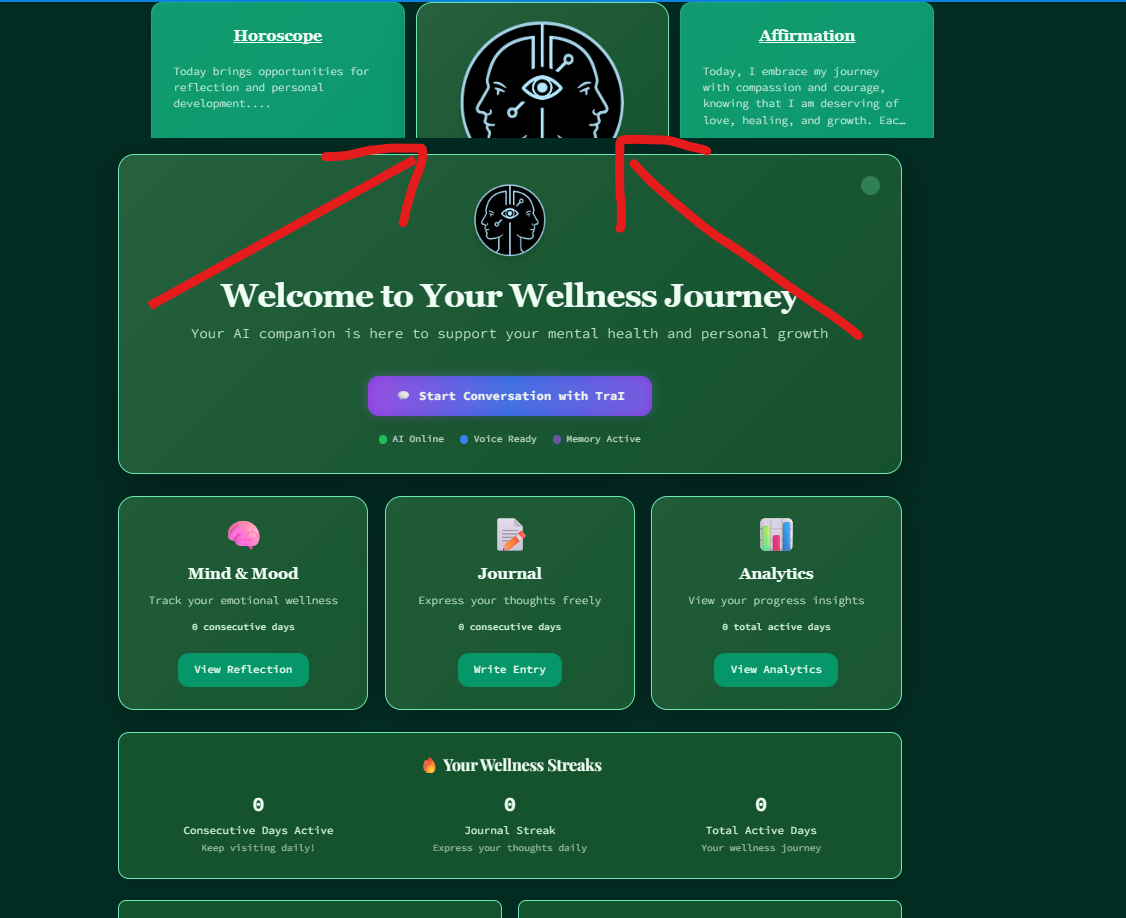 Horoscope
Today brings opportunities for
reflection and personal
development....
Affirmation
Today, I embrace my journey
with compassion and courage,
knowing that I am deserving of
love, healing, and growth. Eac…
Welcome to Your Wellness Journey
Your AI companion is here to support your mental health and personal growth
Start Conversation with TraI
AI Online
Voice Ready
Memory Active
Mind & Mood
Track your emotional wellness
0 consecutive days
View Reflection
Journal
Express your thoughts freely
0 consecutive days
Write Entry
Analytics
View your progress insights
0 total active days
View Analytics
Your Wellness Streaks
0
Consecutive Days Active
Keep visiting daily!
0
Journal Streak
Express your thoughts daily
0
Total Active Days
Your wellness journey